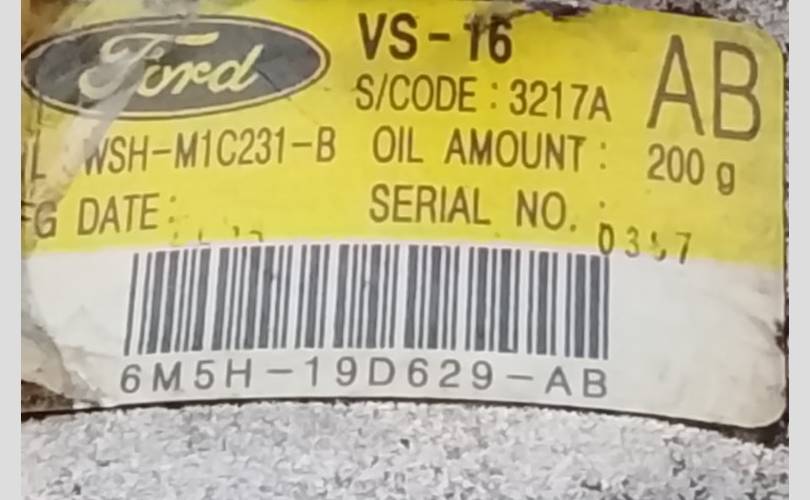 Ford VS-16 AB
S/CODE : 3217A
L WSH-M1C231-B OIL AMOUNT : 200 g
G DATE : SERIAL NO. :
6M5H-19D629-AB